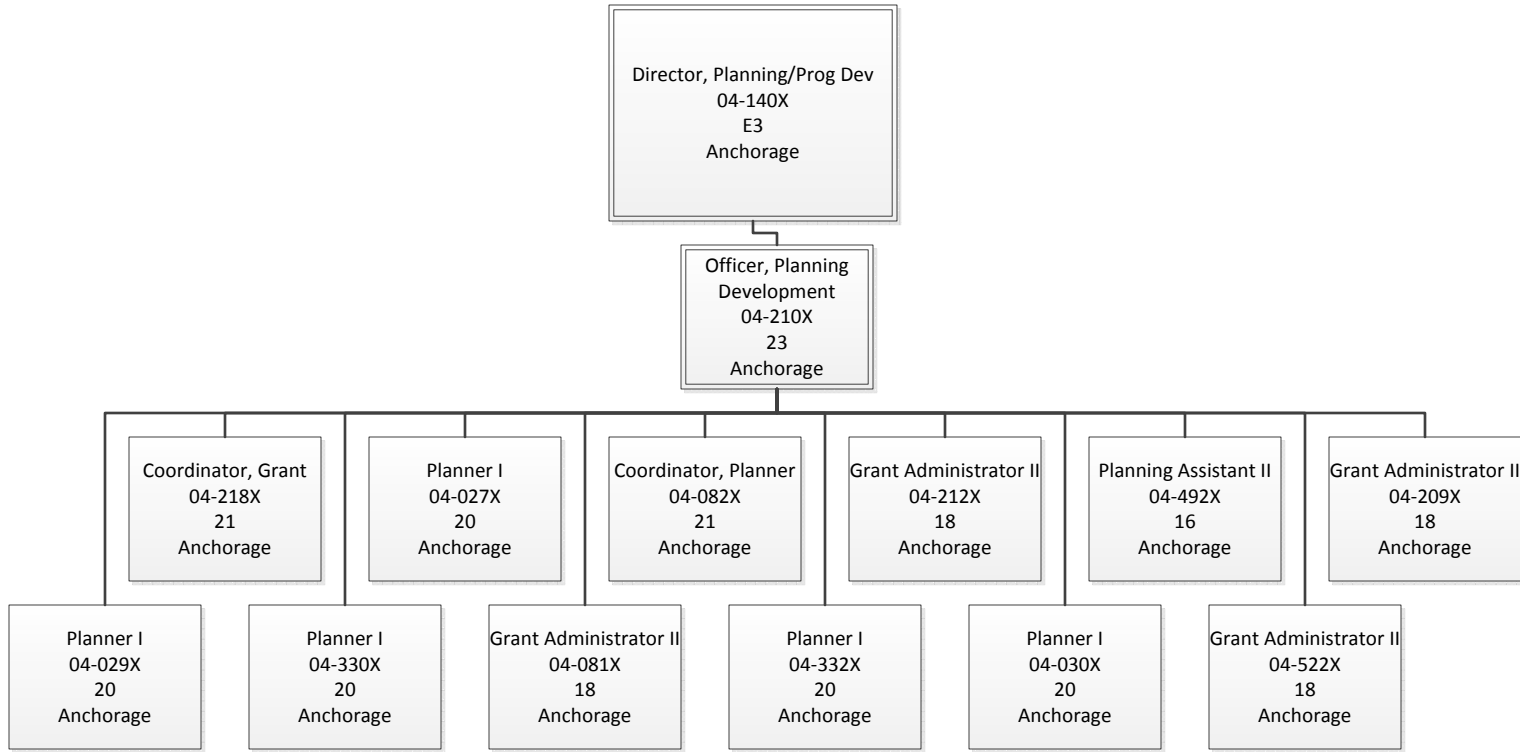 Director, Planning/Prog Dev
04-140X
E3
Anchorage
Officer, Planning
Development
04-210X
23
Anchorage
Coordinator, Grant
04-218X
21
Anchorage
Planner I
04-027X
20
Anchorage
Coordinator, Planner
04-082X
21
Anchorage
Grant Administrator II
04-212X
18
Anchorage
Planning Assistant II
04-492X
16
Anchorage
Grant Administrator II
04-209X
18
Anchorage
Planner I
04-029X
20
Anchorage
Planner I
04-330X
20
Anchorage
Grant Administrator II
04-081X
18
Anchorage
Planner I
04-332X
20
Anchorage
Planner I
04-030X
20
Anchorage
Grant Administrator II
04-522X
18
Anchorage